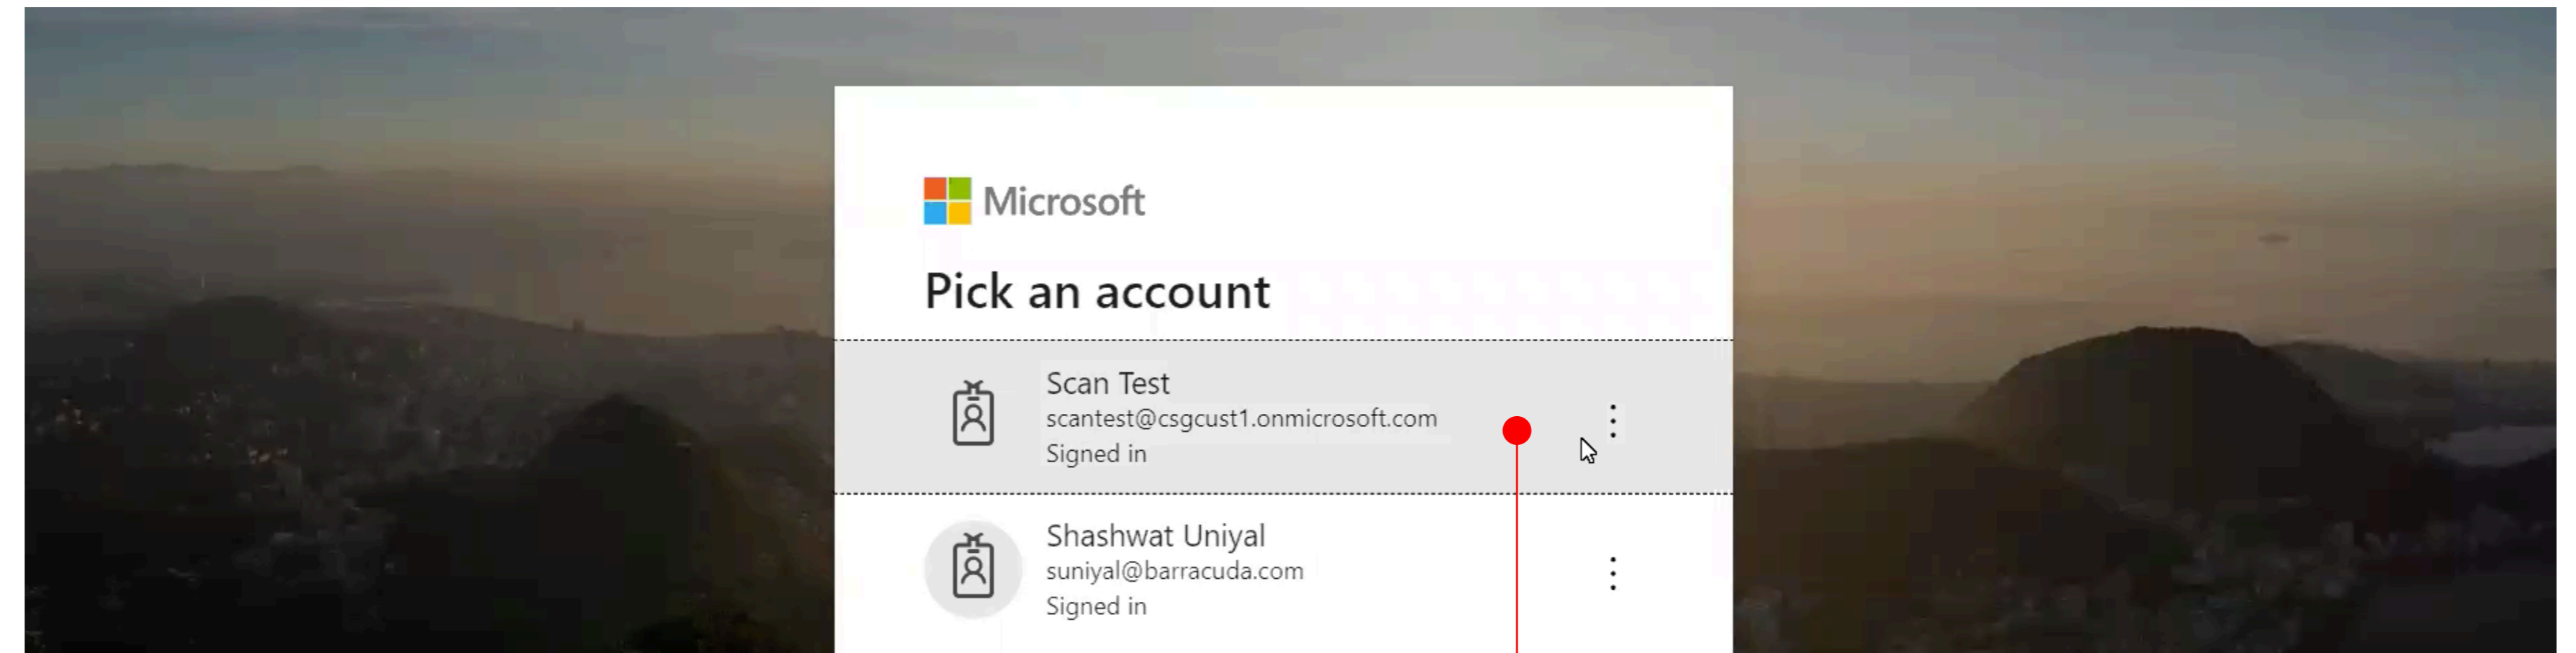 Microsoft
Pick an account
Scan Test
scantest@csgcust1.onmicrosoft.com
Signed in
Shashwat Uniyal
suniyal@barracuda.com
Signed in